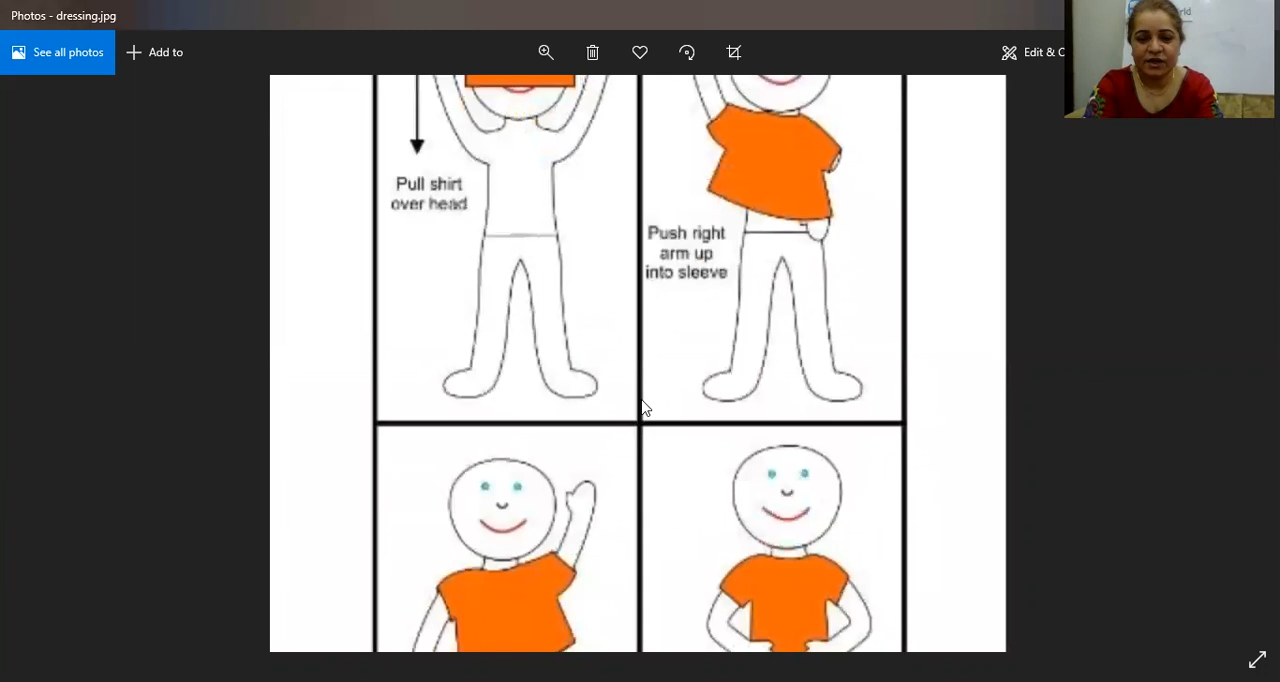 Photos - dressing.jpg
See all photos
Add to
Edit & C
Pull shirt
over head
Push right
arm up
into sleeve